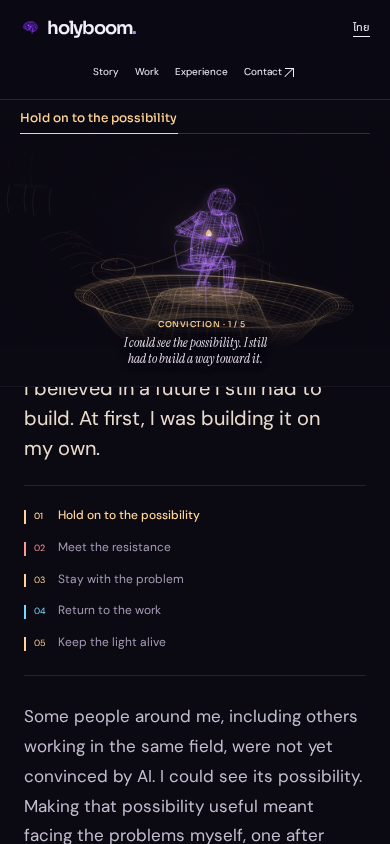 holyboom.
ไทย
Story Work Experience Contact
Hold on to the possibility
CONVICTION · 1 / 5
I could see the possibility. I still
had to build a way toward it.
I believed in a future I still had to
build. At first, I was building it on
my own.
01 Hold on to the possibility
02 Meet the resistance
03 Stay with the problem
04 Return to the work
05 Keep the light alive
Some people around me, including others
working in the same field, were not yet
convinced by AI. I could see its possibility.
Making that possibility useful meant
facing the problems myself, one after